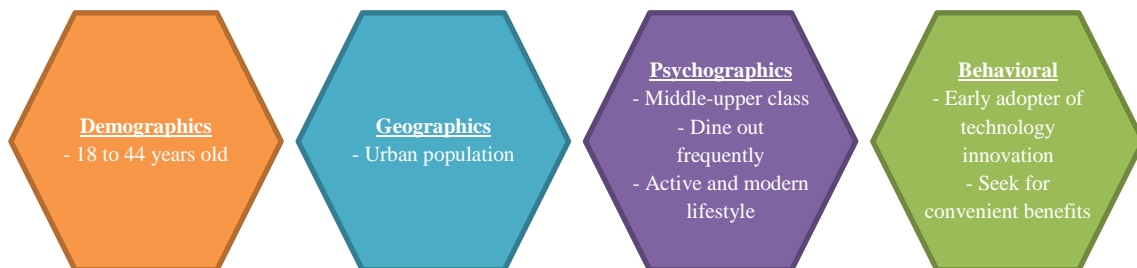 Demographics
- 18 to 44 years old
Geographics
- Urban population
Psychographics
- Middle-upper class
- Dine out
frequently
- Active and modern
lifestyle
Behavioral
- Early adopter of
technology
innovation
- Seek for
convenient benefits